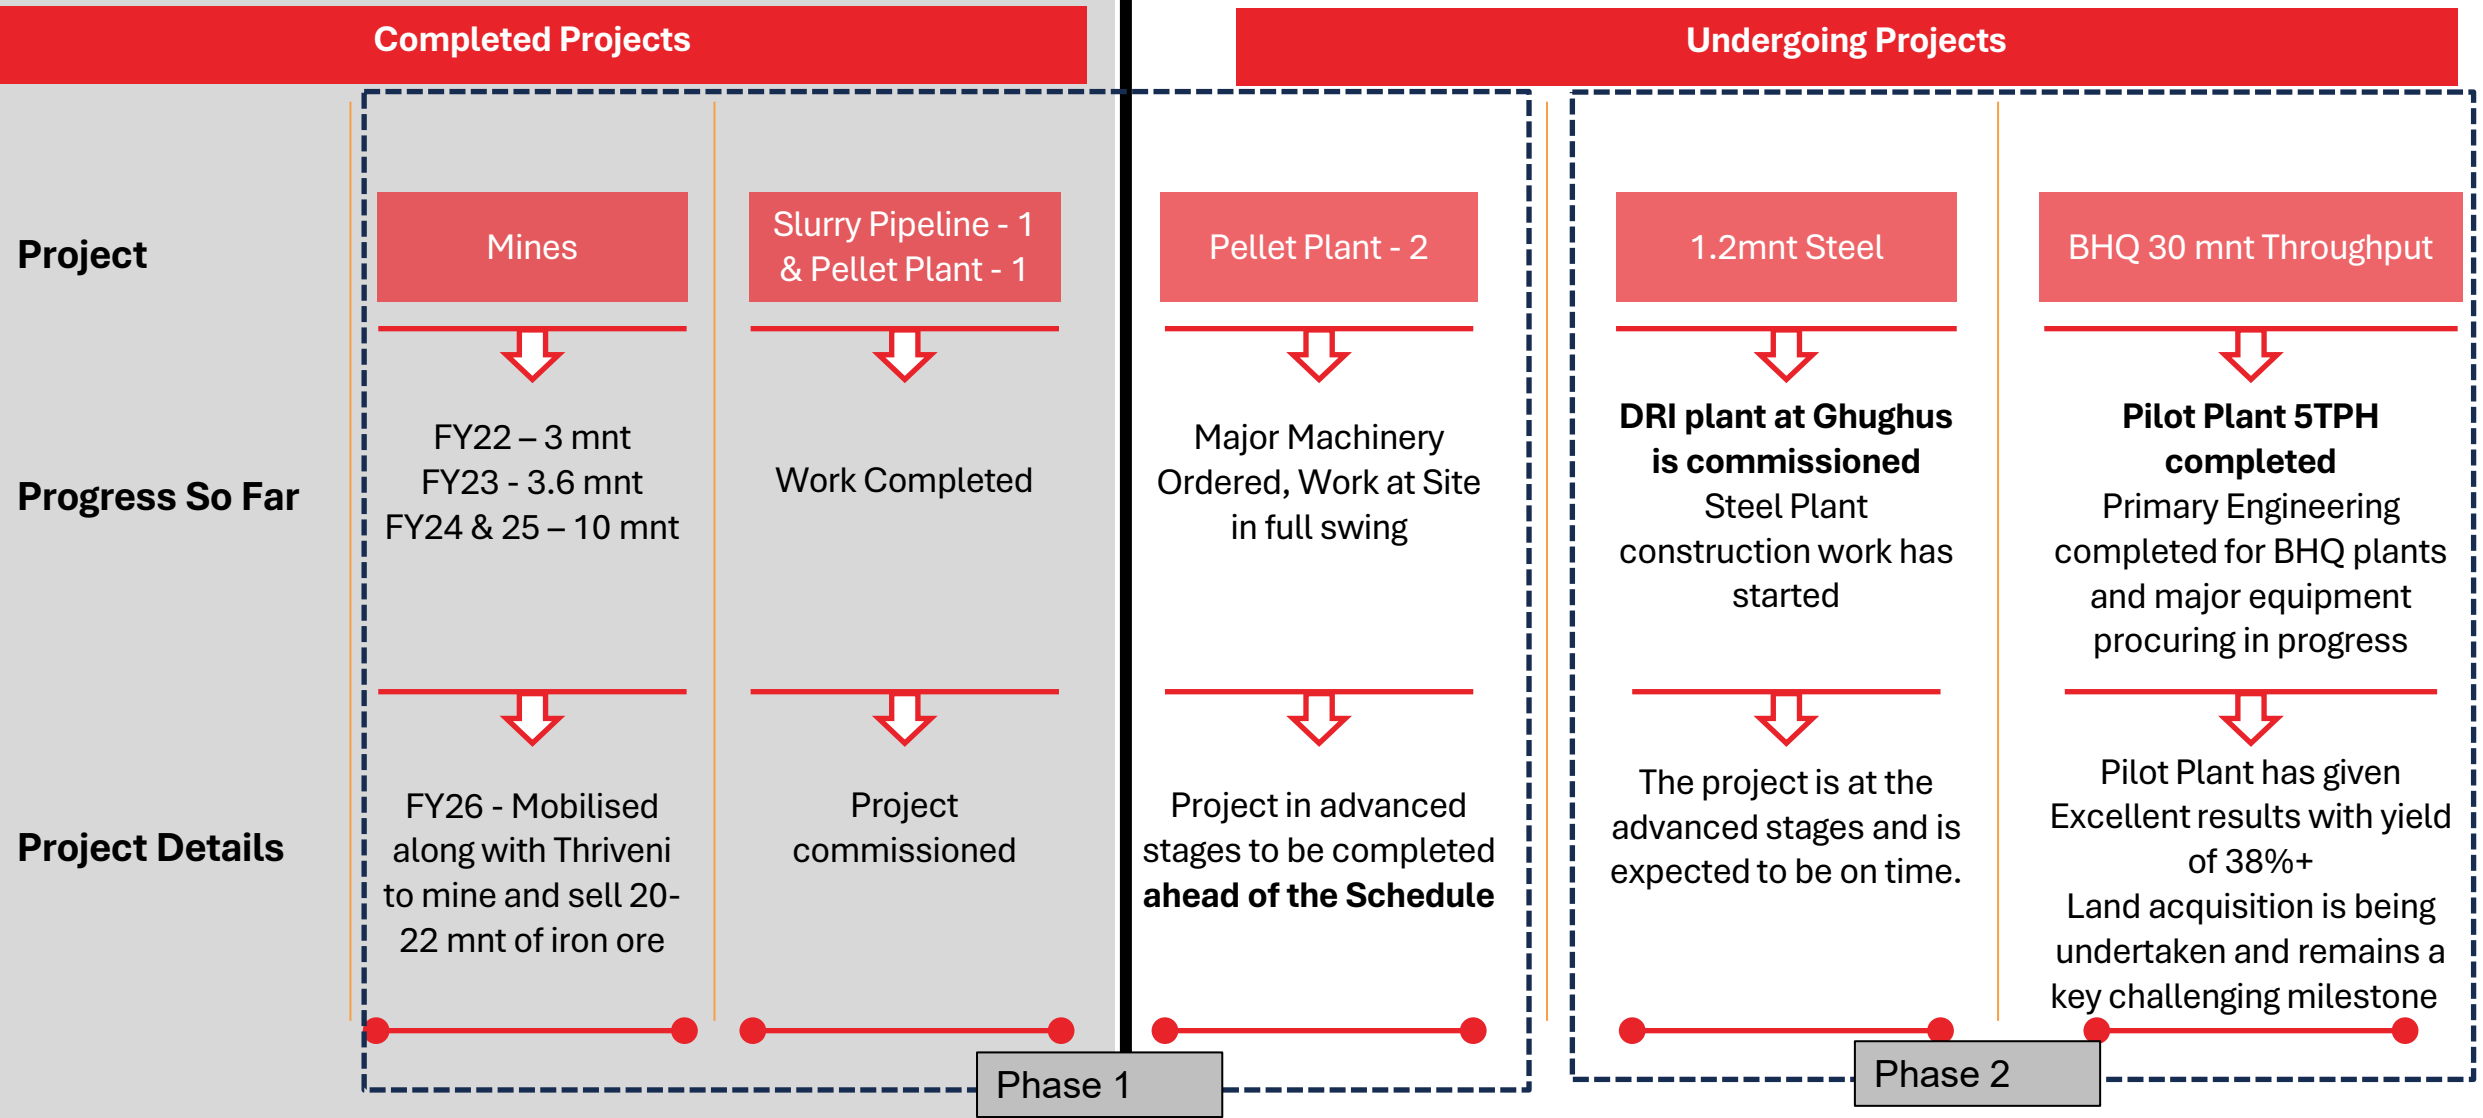 Completed Projects
Undergoing Projects
Project
Mines
Slurry Pipeline - 1
& Pellet Plant - 1
Pellet Plant - 2
1.2mnt Steel
BHQ 30 mnt Throughput
Progress So Far
FY22 – 3 mnt
FY23 - 3.6 mnt
FY24 & 25 – 10 mnt
Work Completed
Major Machinery
Ordered, Work at Site
in full swing
DRI plant at Ghughus
is commissioned
Steel Plant
construction work has
started
Pilot Plant 5TPH
completed
Primary Engineering
completed for BHQ plants
and major equipment
procuring in progress
Project Details
FY26 - Mobilised
along with Thriveni
to mine and sell 20-
22 mnt of iron ore
Project
commissioned
Project in advanced
stages to be completed
ahead of the Schedule
The project is at the
advanced stages and is
expected to be on time.
Pilot Plant has given
Excellent results with yield
of 38%+
Land acquisition is being
undertaken and remains a
key challenging milestone
Phase 1
Phase 2